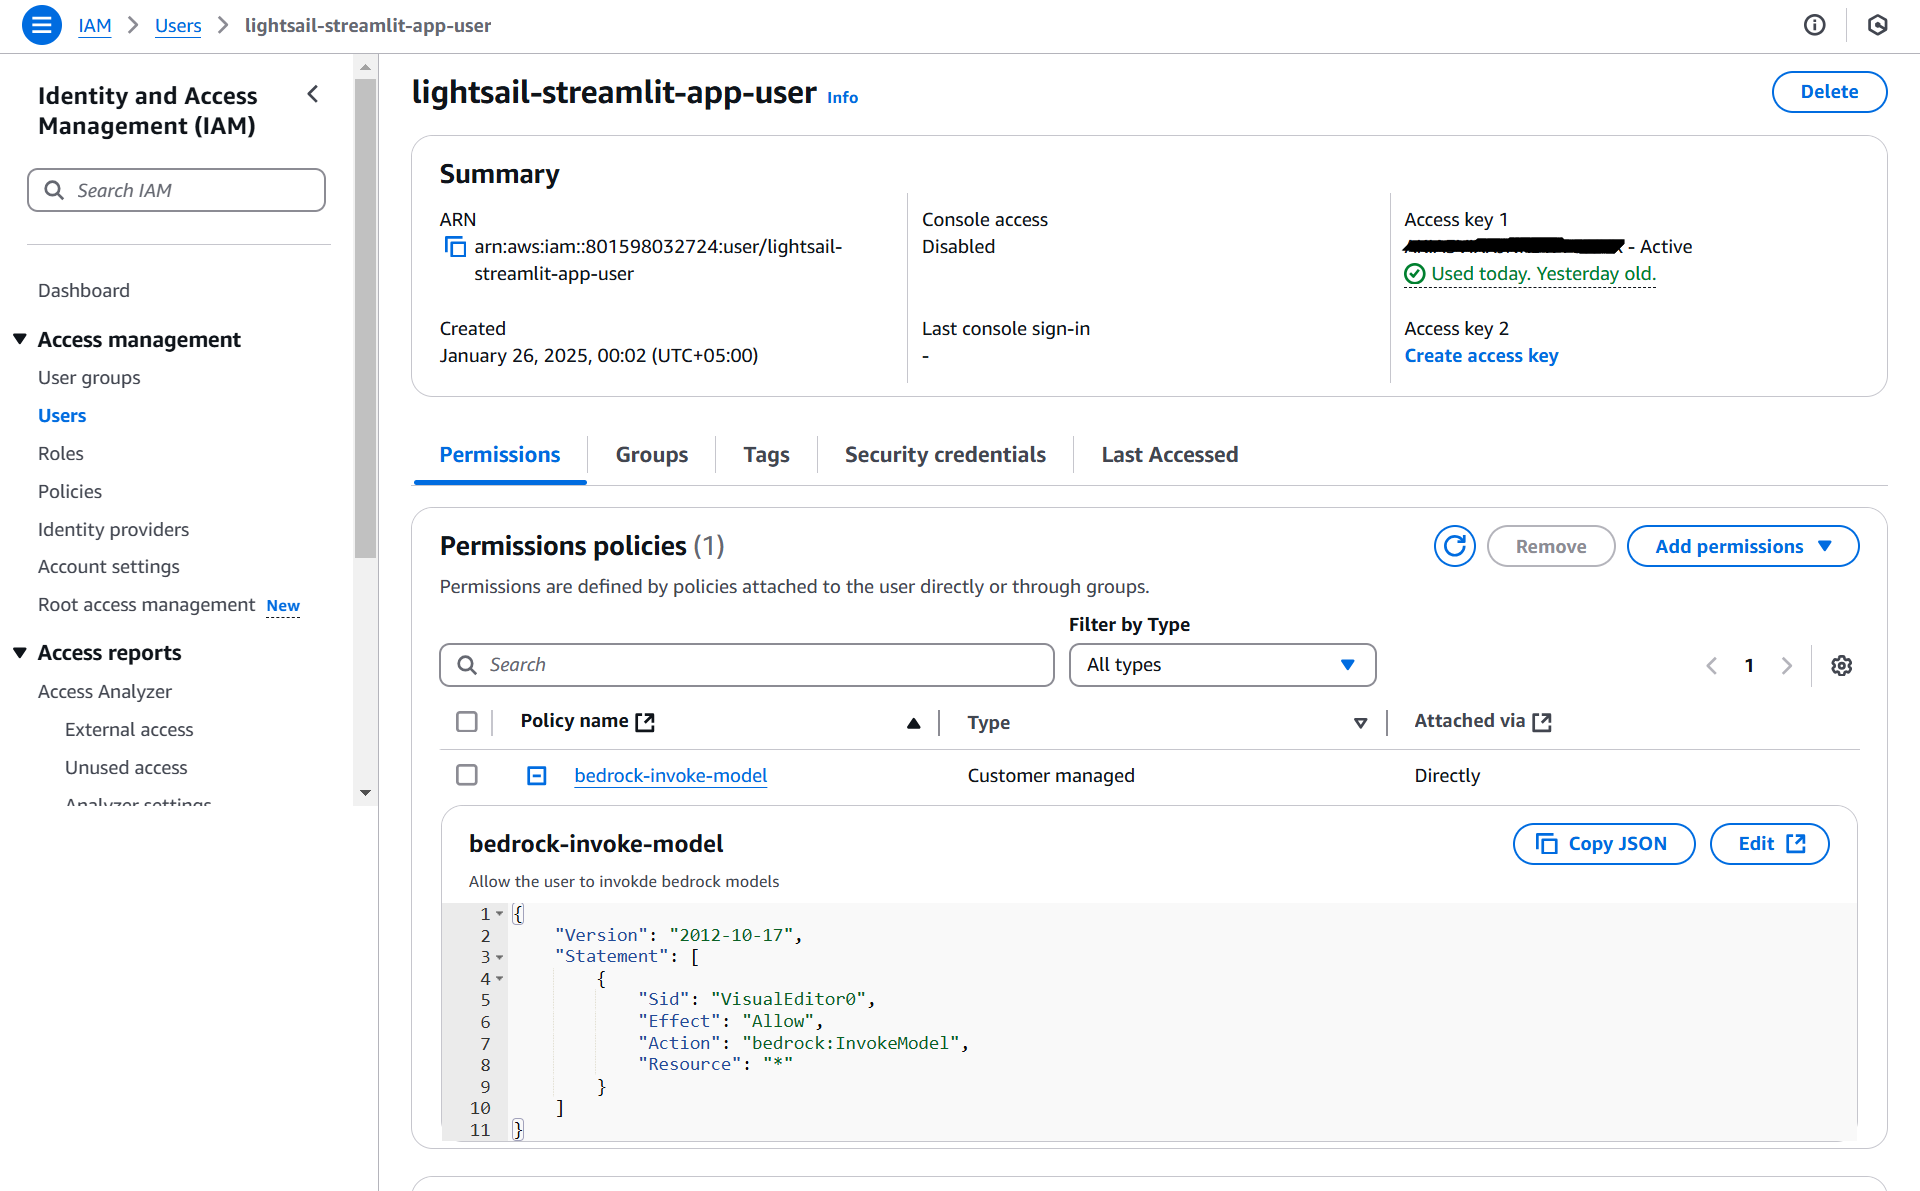 IAM > Users > lightsail-streamlit-app-user
Identity and Access
Management (IAM)
Search IAM
Dashboard
Access management
User groups
Users
Roles
Policies
Identity providers
Account settings
Root access management New
Access reports
Access Analyzer
External access
Unused access
Analyzer settings
lightsail-streamlit-app-user Info
Delete
Summary
ARN
arn:aws:iam::801598032724:user/lightsail-
streamlit-app-user
Created
January 26, 2025, 00:02 (UTC+05:00)
Console access
Disabled
Last console sign-in
-
Access key 1
- Active
Used today. Yesterday old.
Access key 2
Create access key
Permissions
Groups
Tags
Security credentials
Last Accessed
Permissions policies (1)
Remove
Add permissions
Permissions are defined by policies attached to the user directly or through groups.
Filter by Type
Search
All types
1
Policy name
Type
Attached via
bedrock-invoke-model
Customer managed
Directly
bedrock-invoke-model
Copy JSON
Edit
Allow the user to invokde bedrock models
1 {
2     "Version": "2012-10-17",
3     "Statement": [
4         {
5             "Sid": "VisualEditor0",
6             "Effect": "Allow",
7             "Action": "bedrock:InvokeModel",
8             "Resource": "*"
9         }
10     ]
11 }